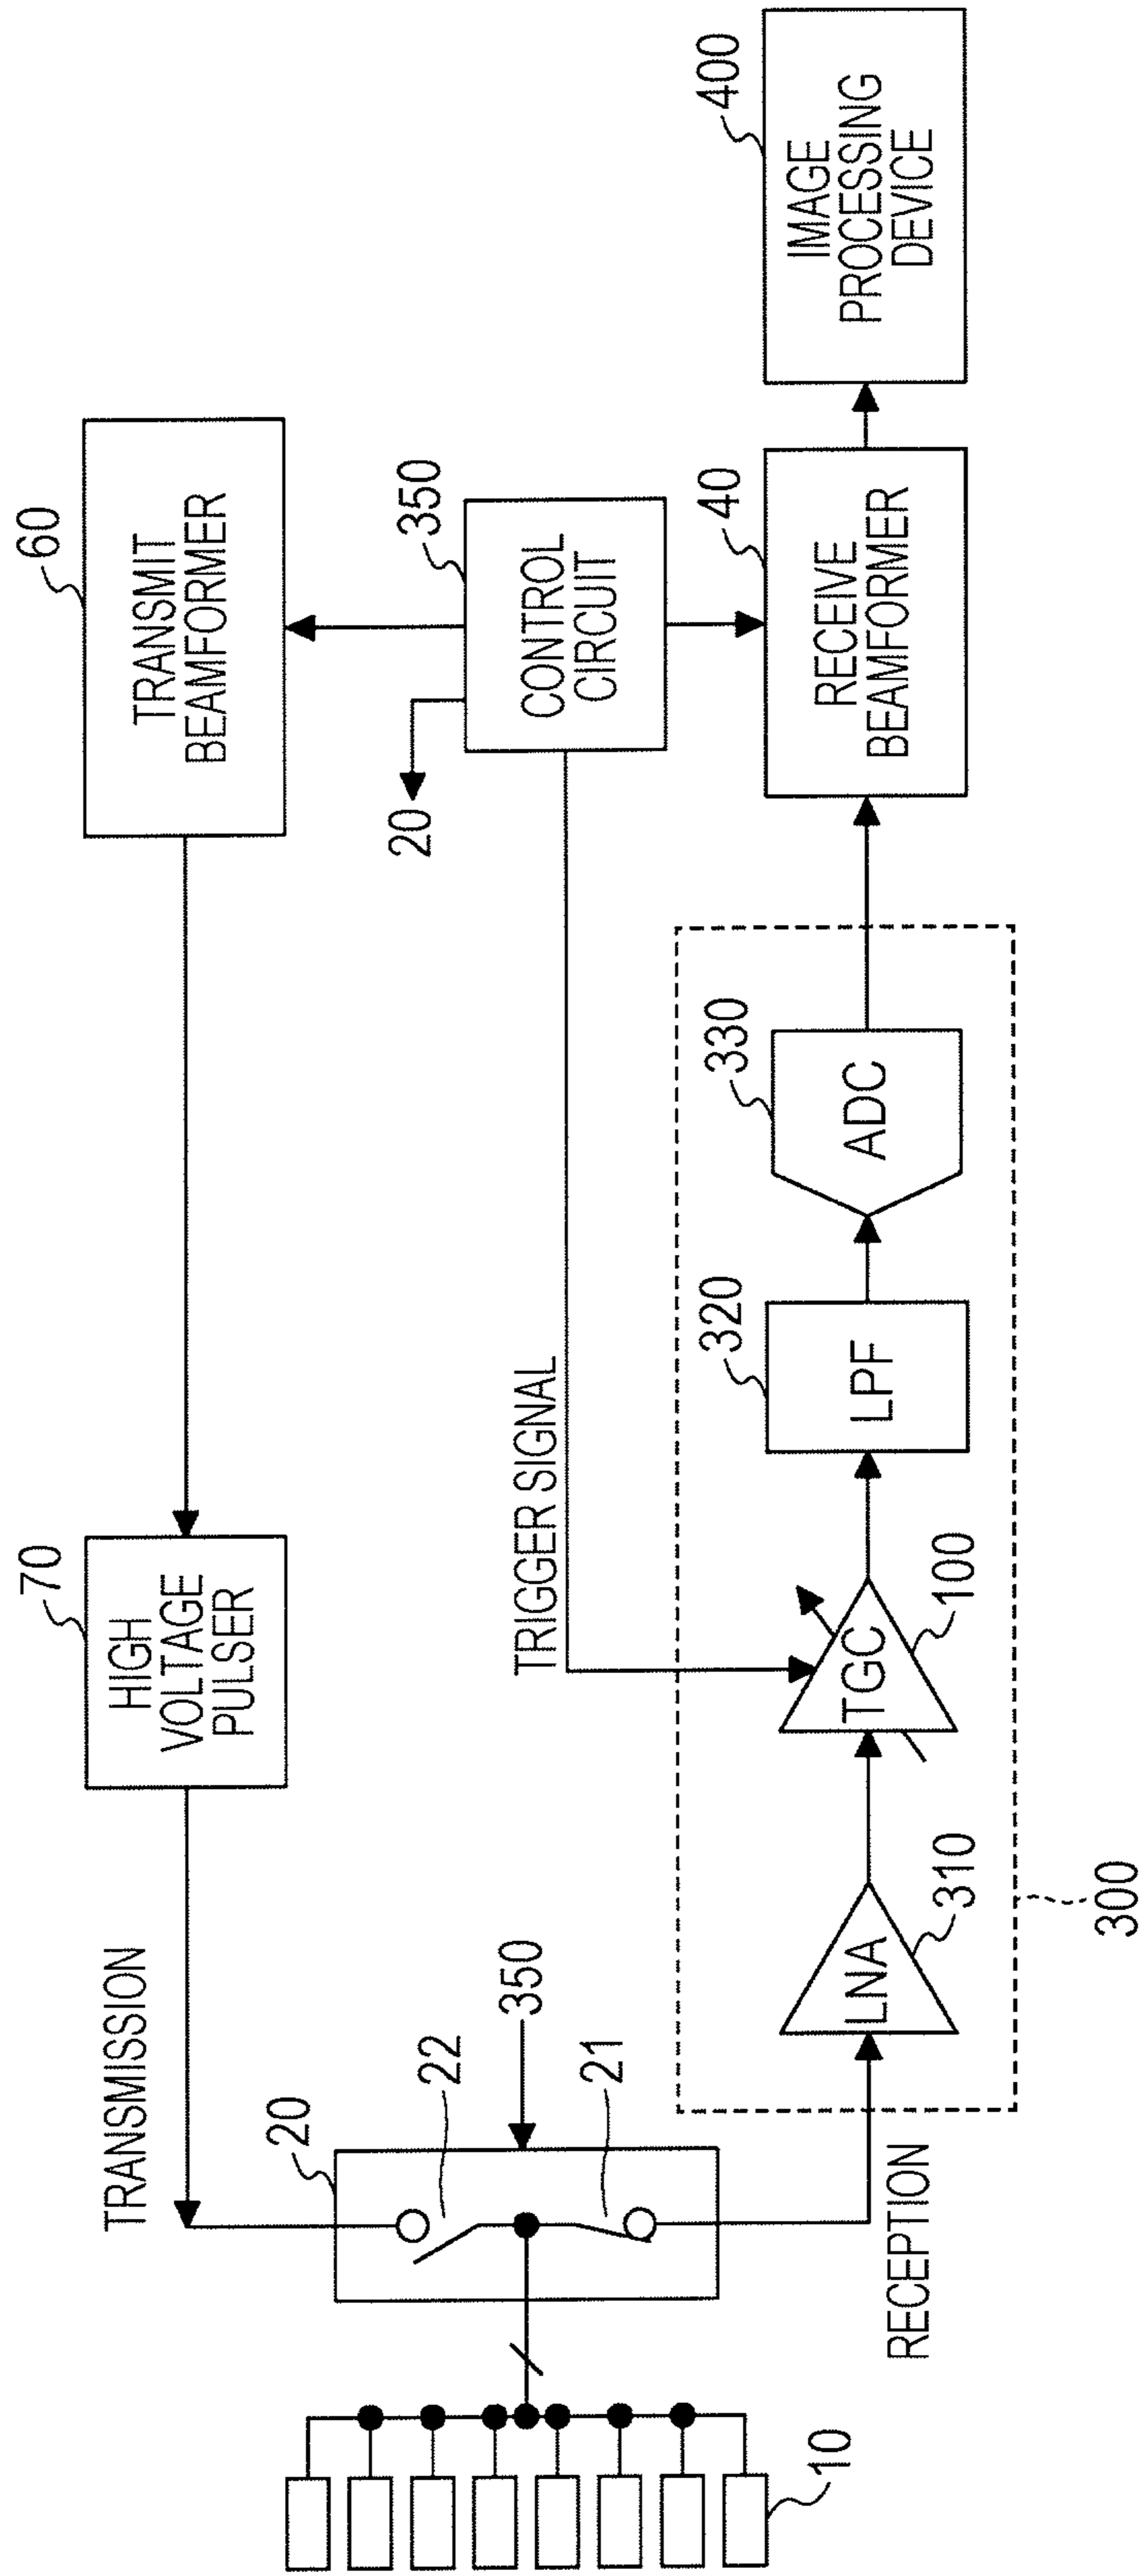 60
TRANSMIT
BEAMFORMER
70
HIGH
VOLTAGE
PULSER
TRANSMISSION
20
22
21
350
10
350
CONTROL
CIRCUIT
20
TRIGGER SIGNAL
RECEPTION
LNA
310
TGC
100
LPF
320
ADC
330
300
40
RECEIVE
BEAMFORMER
400
IMAGE
PROCESSING
DEVICE